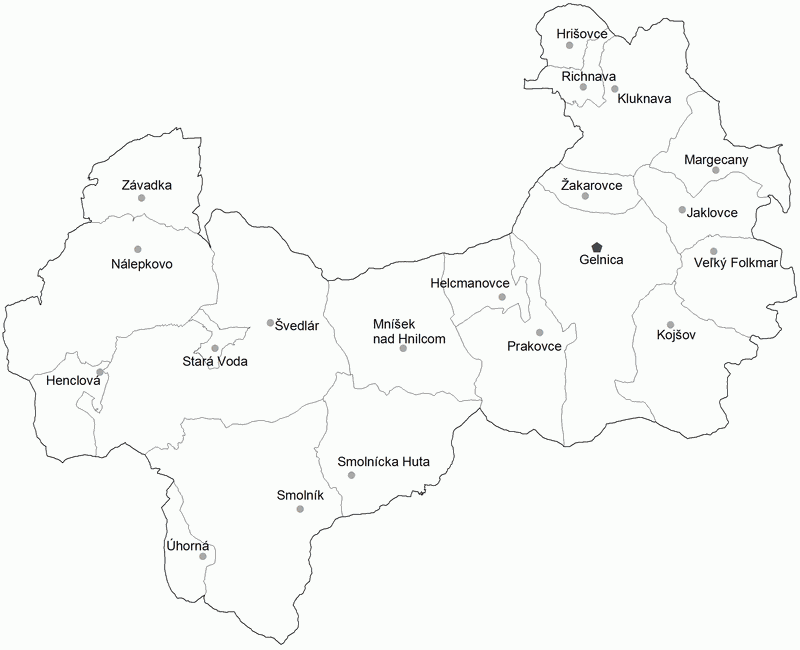 Hrišovce
Richnava
Kluknava
Margecany
Závadka
Žakarovce
Jaklovce
Nálepkovo
Gelnica
Veľký Folkmar
Helcmanovce
Švedlár
Mníšek
nad Hnilcom
Kojšov
Prakovce
Stará Voda
Henclová
Smolnícka Huta
Smolník
Úhorná